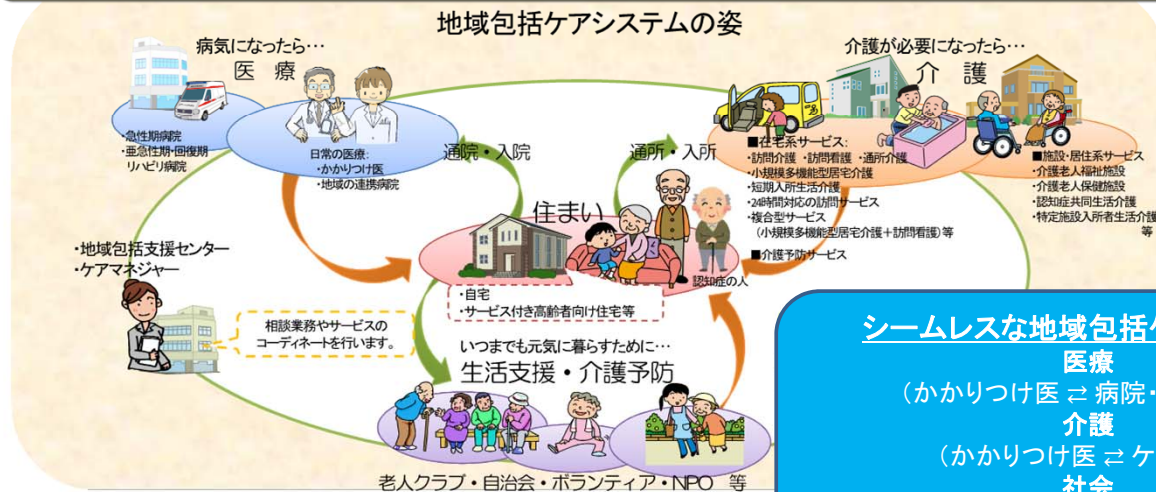 地域包括ケアシステムの姿
病気になったら…
医 療
・急性期病院
・亜急性期・回復期
リハビリ病院
日常の医療:
・かかりつけ医
・地域の連携病院
通院・入院
通所・入所
介護が必要になったら…
介 護
■在宅系サービス:
・訪問介護 ・訪問看護 ・通所介護
・小規模多機能型居宅介護
・短期入所生活介護
・24時間対応の訪問サービス
・複合型サービス
（小規模多機能型居宅介護＋訪問看護）等
■介護予防サービス
■施設・居住系サービス
・介護老人福祉施設
・介護老人保健施設
・認知症共同生活介護
・特定施設入所者生活介護
等
住まい
認知症の人
・自宅
・サービス付き高齢者向け住宅等
・地域包括支援センター
・ケアマネジャー
相談業務やサービスの
コーディネートを行います。
いつまでも元気に暮らすために…
生活支援・介護予防
老人クラブ・自治会・ボランティア・NPO 等
シームレスな地域包括
医療
（かかりつけ医 ⇄ 病院・
介護
（かかりつけ医 ⇄ ケ
社会